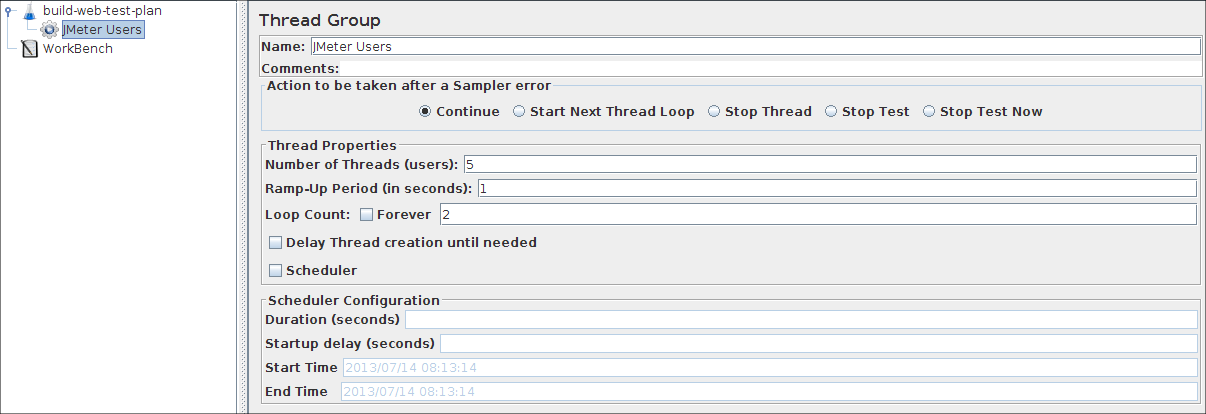 build-web-test-plan
JMeter Users
WorkBench
Thread Group
Name: JMeter Users
Comments:
Action to be taken after a Sampler error
Continue Start Next Thread Loop Stop Thread Stop Test Stop Test Now
Thread Properties
Number of Threads (users): 5
Ramp-Up Period (in seconds): 1
Loop Count: Forever 2
Delay Thread creation until needed
Scheduler
Scheduler Configuration
Duration (seconds)
Startup delay (seconds)
Start Time 2013/07/14 08:13:14
End Time 2013/07/14 08:13:14